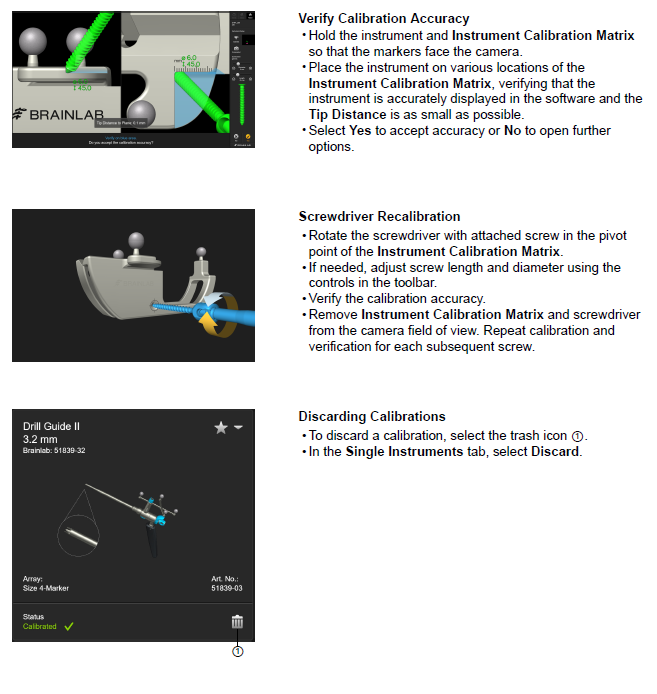 Verify Calibration Accuracy
• Hold the instrument and Instrument Calibration Matrix
so that the markers face the camera.
• Place the instrument on various locations of the
Instrument Calibration Matrix, verifying that the
instrument is accurately displayed in the software and the
Tip Distance is as small as possible.
• Select Yes to accept accuracy or No to open further
options.
ø 6.0
I 45.0
I 45.0
BRAINLAB
Tip Distance to Plane: 0.1 mm
Do you accept the calibration accuracy?
Screwdriver Recalibration
• Rotate the screwdriver with attached screw in the pivot
point of the Instrument Calibration Matrix.
• If needed, adjust screw length and diameter using the
controls in the toolbar.
• Verify the calibration accuracy.
• Remove Instrument Calibration Matrix and screwdriver
from the camera field of view. Repeat calibration and
verification for each subsequent screw.
Drill Guide II
3.2 mm
Brainlab: 51839-32
Array:
Size 4-Marker
Art. No.:
51839-03
Status
Calibrated
①
Discarding Calibrations
• To discard a calibration, select the trash icon ①.
• In the Single Instruments tab, select Discard.